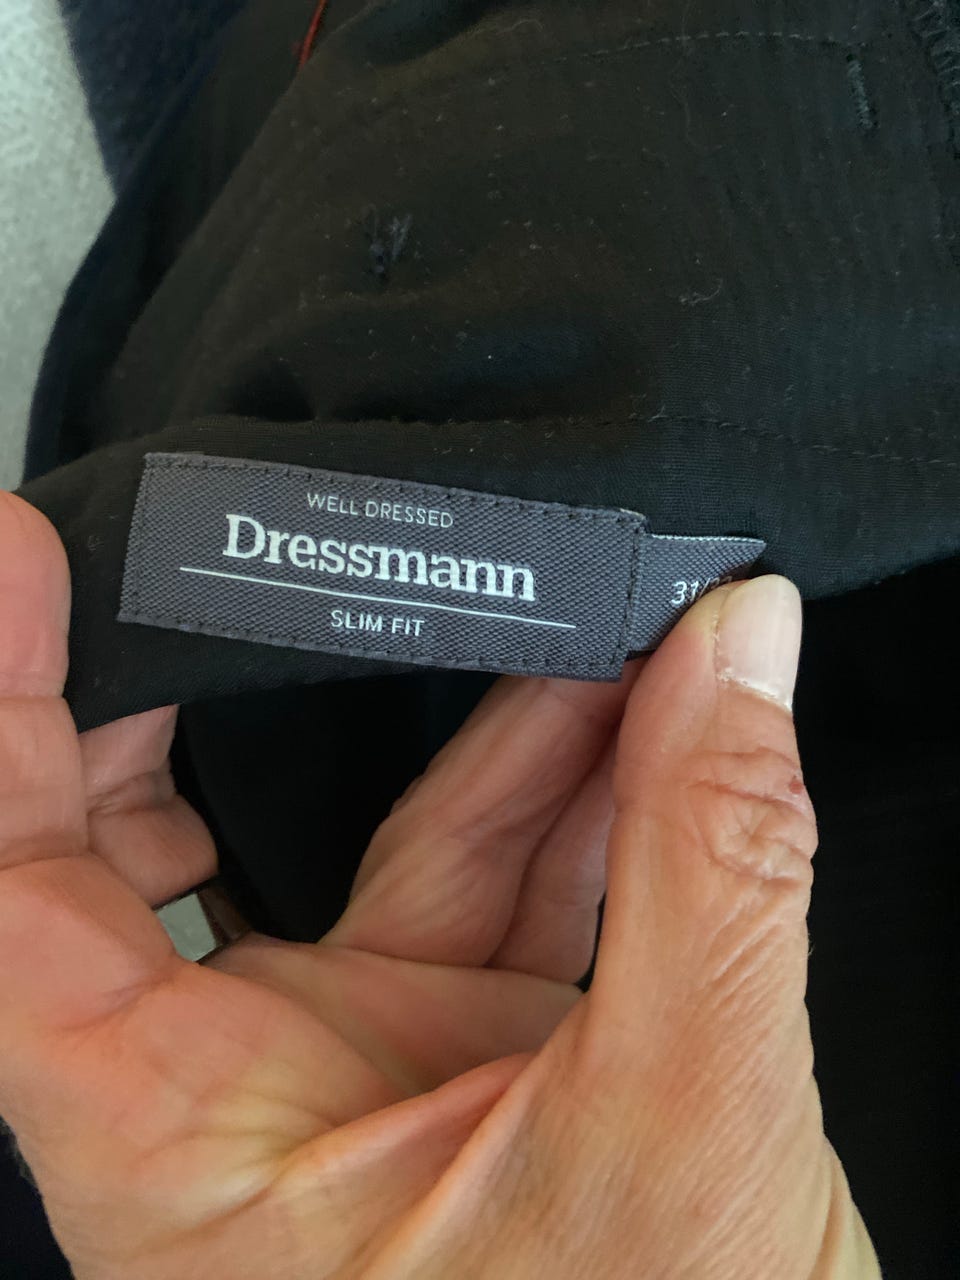 WELL DRESSED
Dressmann
SLIM FIT